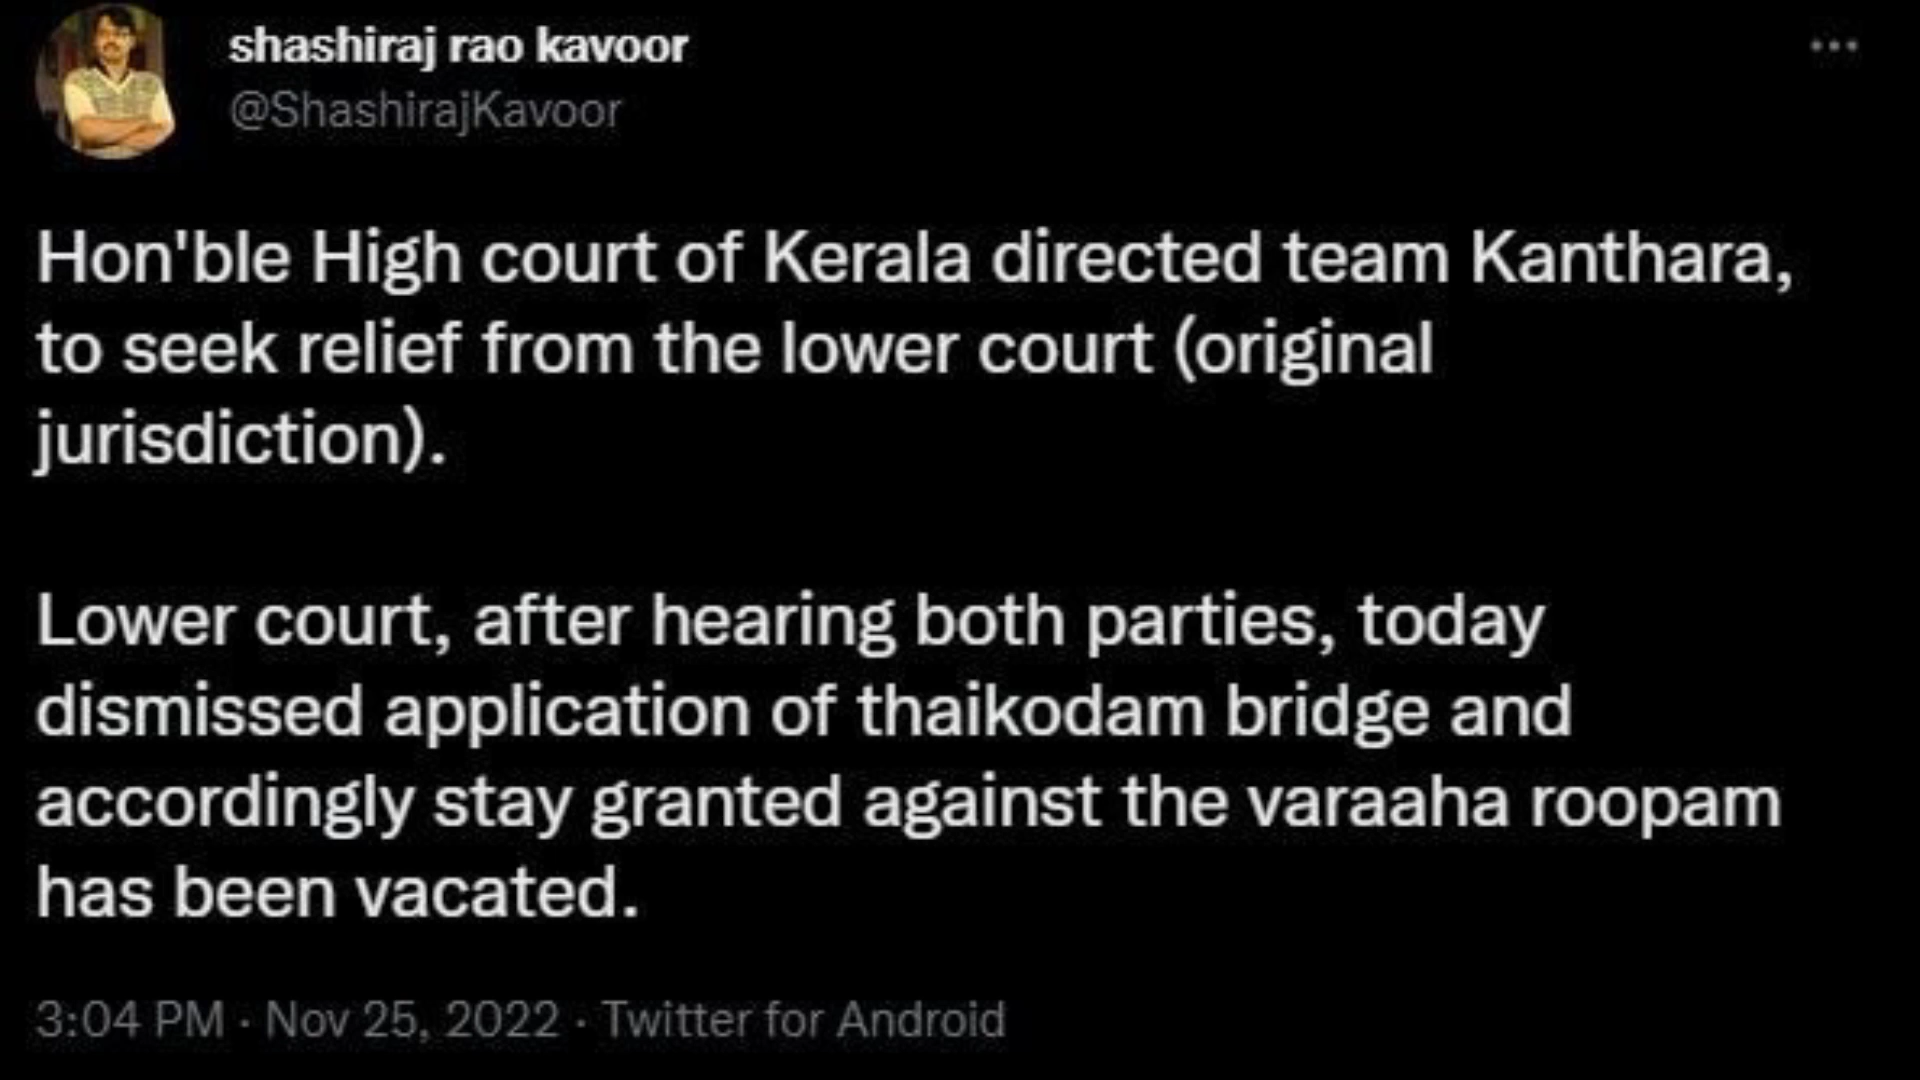 shashiraj rao kavoor
@ShashirajKavoor
Hon'ble High court of Kerala directed team Kanthara,
to seek relief from the lower court (original
jurisdiction).
Lower court, after hearing both parties, today
dismissed application of thaikodam bridge and
accordingly stay granted against the varaaha roopam
has been vacated.
3:04 PM · Nov 25, 2022 · Twitter for Android